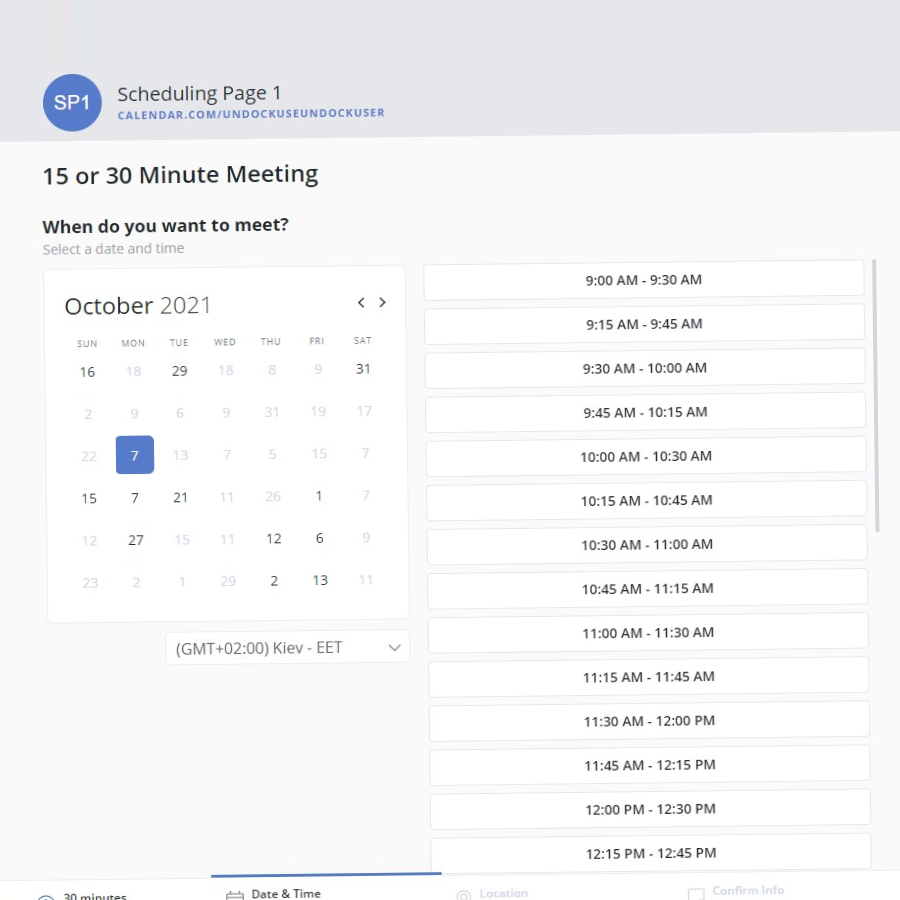 SP1
Scheduling Page 1
CALENDAR.COM/UNDOCKUSEUNDOCKUSER
15 or 30 Minute Meeting
When do you want to meet?
Select a date and time
October 2021
SUN MON TUE WED THU FRI SAT
16 18 29 18 8 9 31
2 9 6 9 31 19 17
22 7 13 7 5 15 7
15 7 21 11 26 1 7
12 27 15 11 12 6 9
23 2 1 29 2 13 11
(GMT+02:00) Kiev - EET
9:00 AM - 9:30 AM
9:15 AM - 9:45 AM
9:30 AM - 10:00 AM
9:45 AM - 10:15 AM
10:00 AM - 10:30 AM
10:15 AM - 10:45 AM
10:30 AM - 11:00 AM
10:45 AM - 11:15 AM
11:00 AM - 11:30 AM
11:15 AM - 11:45 AM
11:30 AM - 12:00 PM
11:45 AM - 12:15 PM
12:00 PM - 12:30 PM
12:15 PM - 12:45 PM
30 minutes
Date & Time
Location
Confirm Info